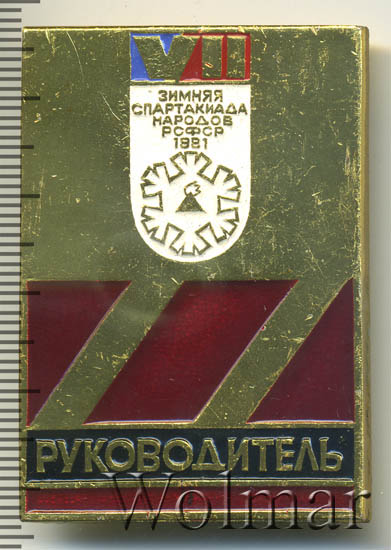 VII
ЗИМНЯЯ
СПАРТАКИАДА
НАРОДОВ
РСФСР
1981
РУКОВОДИТЕЛЬ
Wolmar